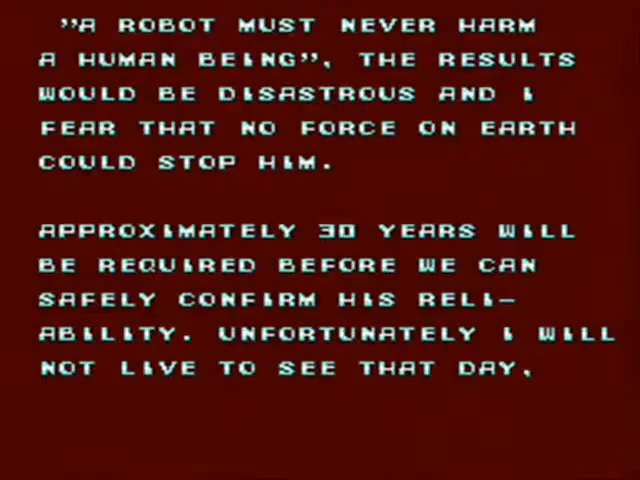 "A ROBOT MUST NEVER HARM
A HUMAN BEING", THE RESULTS
WOULD BE DISASTROUS AND I
FEAR THAT NO FORCE ON EARTH
COULD STOP HIM.
APPROXIMATELY 30 YEARS WILL
BE REQUIRED BEFORE WE CAN
SAFELY CONFIRM HIS RELI-
ABILITY. UNFORTUNATELY I WILL
NOT LIVE TO SEE THAT DAY,